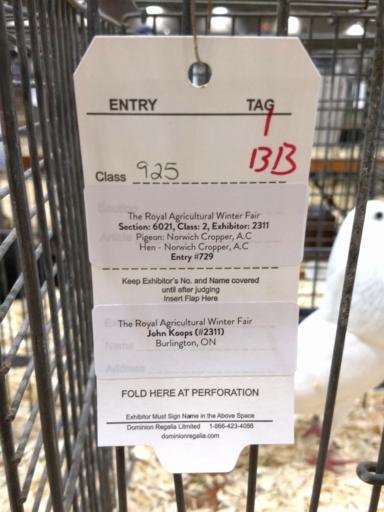 ENTRY TAG
1
BB
Class 925
The Royal Agricultural Winter Fair
Section: 6021, Class: 2, Exhibitor: 2311
Pigeon: Norwich Cropper, A.C
Hen - Norwich Cropper, A.C
Entry #729
Keep Exhibitor's No. and Name covered
until after judging
Insert Flap Here
The Royal Agricultural Winter Fair
John Koops (#2311)
Burlington, ON
Name
Address
FOLD HERE AT PERFORATION
Exhibitor Must Sign Name in the Above Space
Dominion Regalia Limited 1-866-423-4086
dominionregalia.com